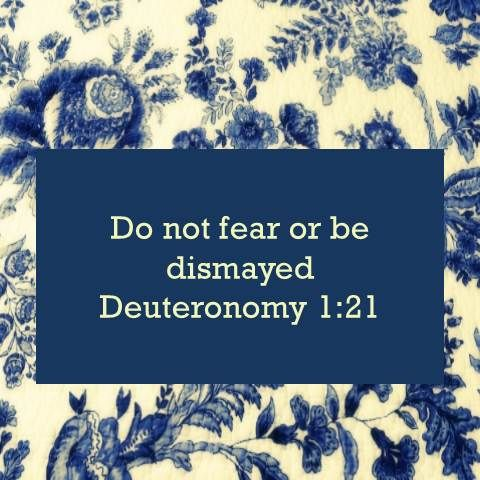 Do not fear or be
dismayed
Deuteronomy 1:21